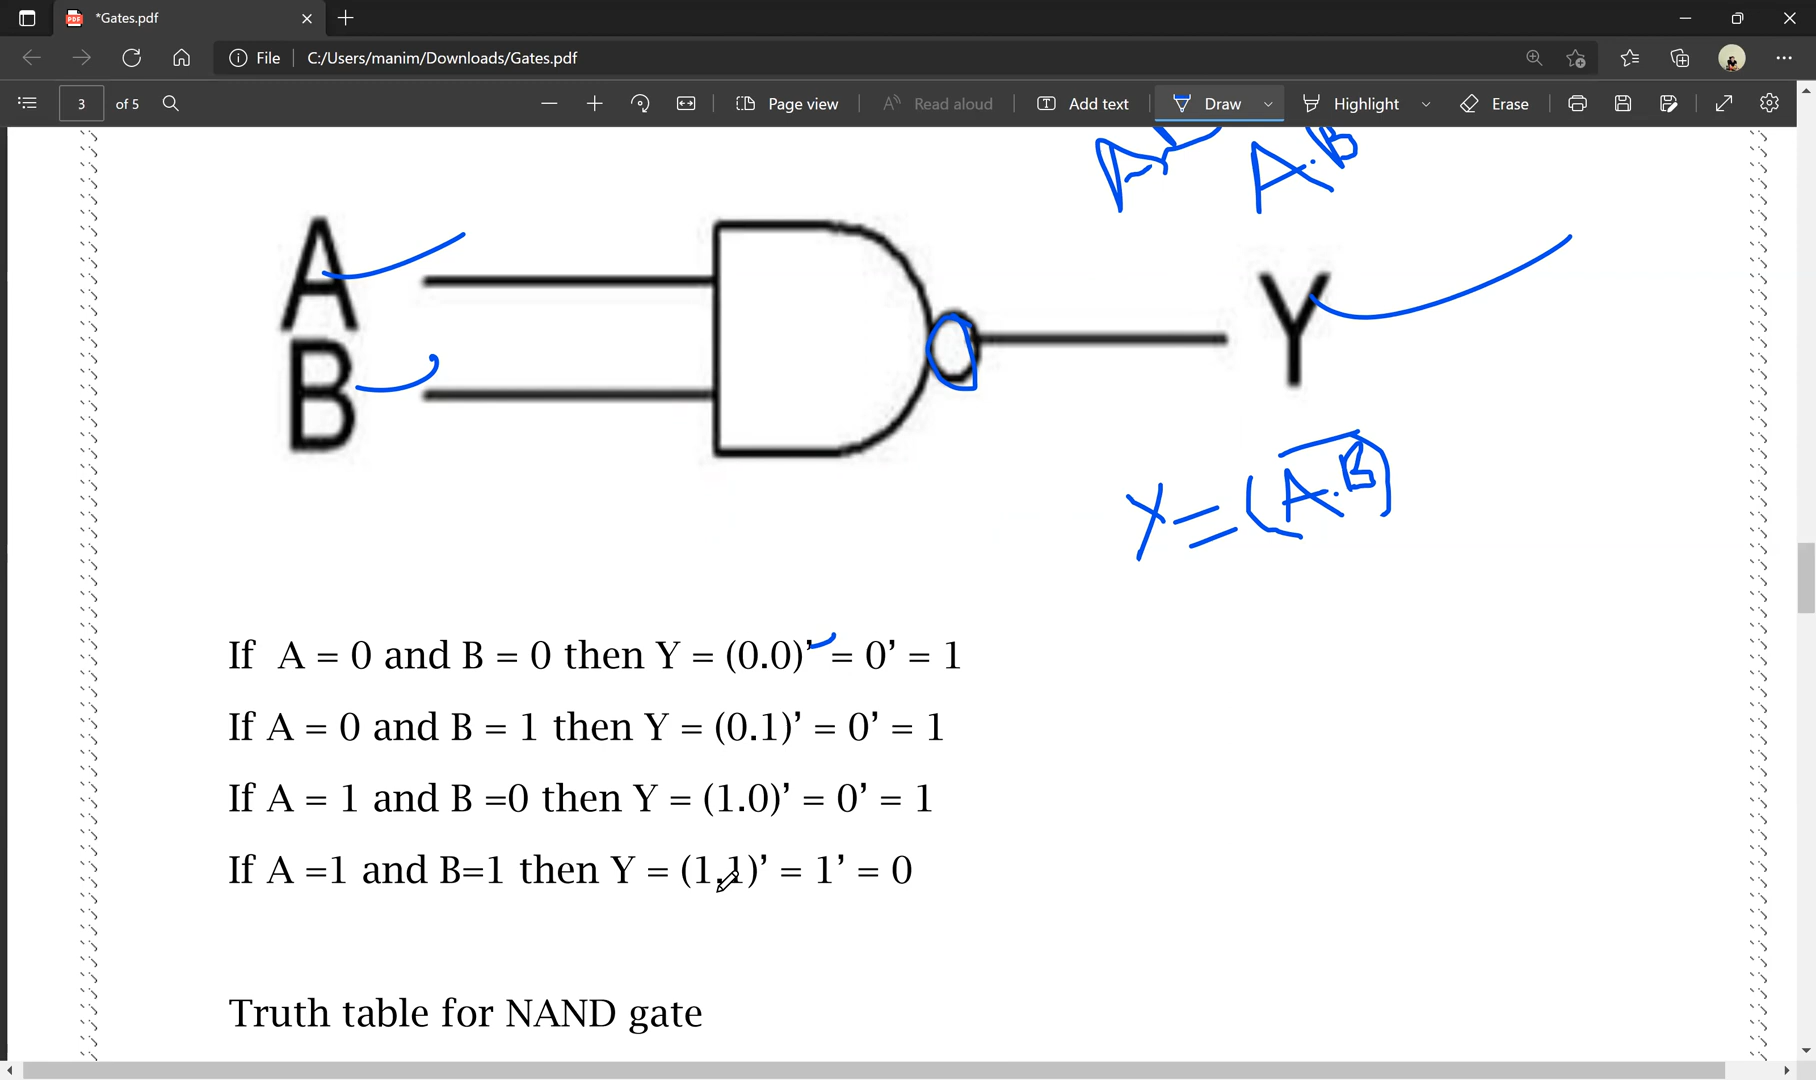 *Gates.pdf
File C:/Users/manim/Downloads/Gates.pdf
3 of 5 Page view Read aloud Add text Draw Highlight Erase
A.B
A
B
Y
Y = (A.B)
If A = 0 and B = 0 then Y = (0.0)’ = 0’ = 1
If A = 0 and B = 1 then Y = (0.1)’ = 0’ = 1
If A = 1 and B =0 then Y = (1.0)’ = 0’ = 1
If A =1 and B=1 then Y = (1.1)’ = 1’ = 0
Truth table for NAND gate